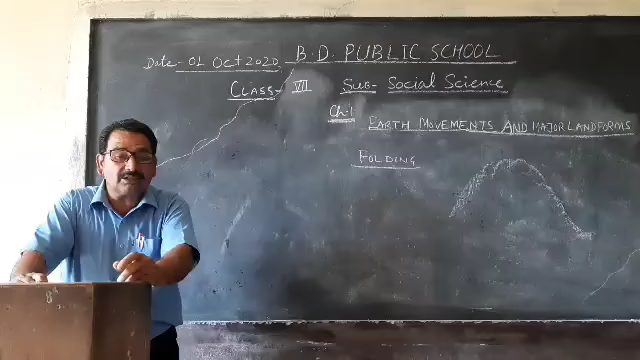 Date- 01 Oct 2020 B.D. PUBLIC SCHOOL
CLASS- VII Sub- Social Science
Ch:1
EARTH MOVEMENTS AND MAJOR LANDFORMS
FOLDING
8th